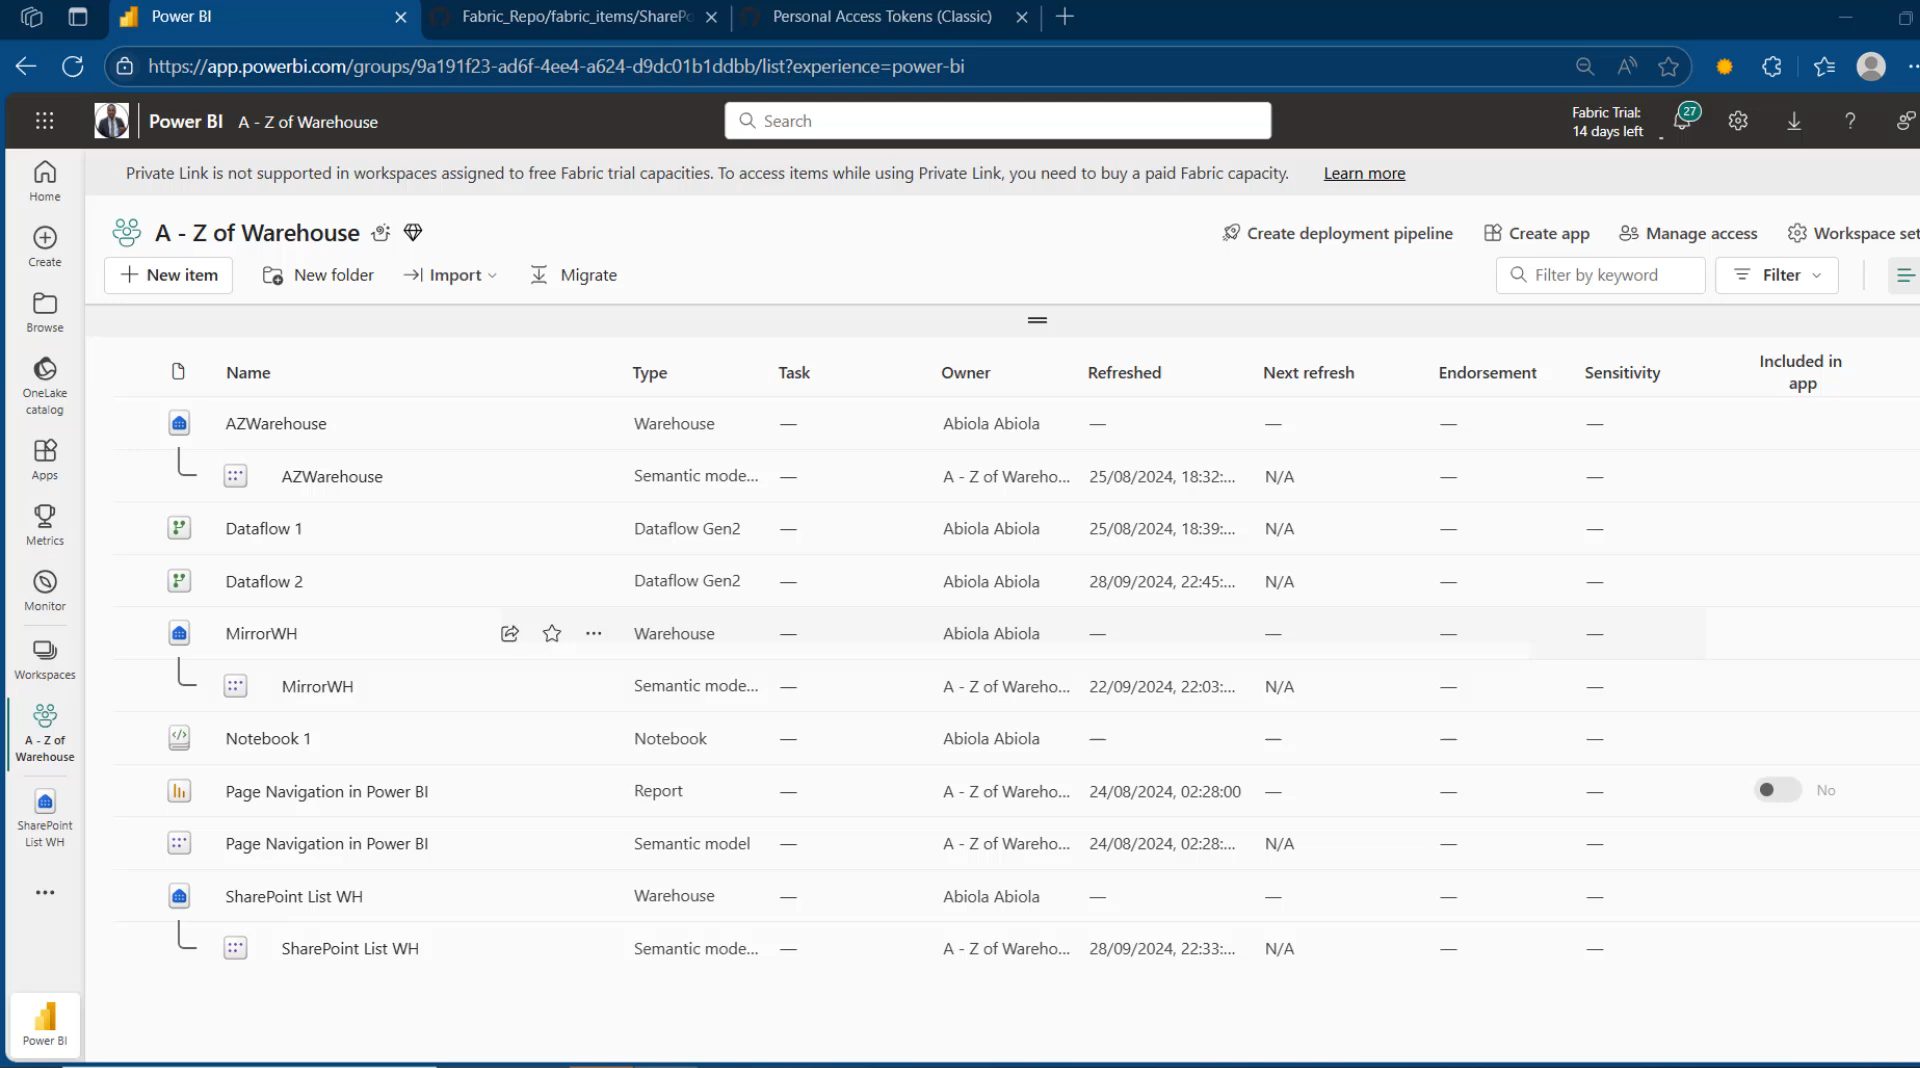 Power BI
Fabric_Repo/fabric_items/SharePo
Personal Access Tokens (Classic)
https://app.powerbi.com/groups/9a191f23-ad6f-4ee4-a624-d9dc01b1ddbb/list?experience=power-bi
Power BI A - Z of Warehouse
Search
Fabric Trial:
14 days left
27
Private Link is not supported in workspaces assigned to free Fabric trial capacities. To access items while using Private Link, you need to buy a paid Fabric capacity. Learn more
Home
Create
Browse
OneLake
catalog
Apps
Metrics
Monitor
Workspaces
A - Z of
Warehouse
SharePoint
List WH
Power BI
A - Z of Warehouse
Create deployment pipeline Create app Manage access Workspace set
New item New folder Import Migrate
Filter by keyword Filter
Name Type Task Owner Refreshed Next refresh Endorsement Sensitivity Included in
app
AZWarehouse Warehouse — Abiola Abiola — — — —
AZWarehouse Semantic mode... — A - Z of Wareho... 25/08/2024, 18:32:... N/A — —
Dataflow 1 Dataflow Gen2 — Abiola Abiola 25/08/2024, 18:39:... N/A — —
Dataflow 2 Dataflow Gen2 — Abiola Abiola 28/09/2024, 22:45:... N/A — —
MirrorWH Warehouse — Abiola Abiola — — — —
MirrorWH Semantic mode... — A - Z of Wareho... 22/09/2024, 22:03:... N/A — —
Notebook 1 Notebook — Abiola Abiola — — — —
Page Navigation in Power BI Report — A - Z of Wareho... 24/08/2024, 02:28:00 — — — No
Page Navigation in Power BI Semantic model — A - Z of Wareho... 24/08/2024, 02:28:... N/A — —
SharePoint List WH Warehouse — Abiola Abiola — — — —
SharePoint List WH Semantic mode... — A - Z of Wareho... 28/09/2024, 22:33:... N/A — —